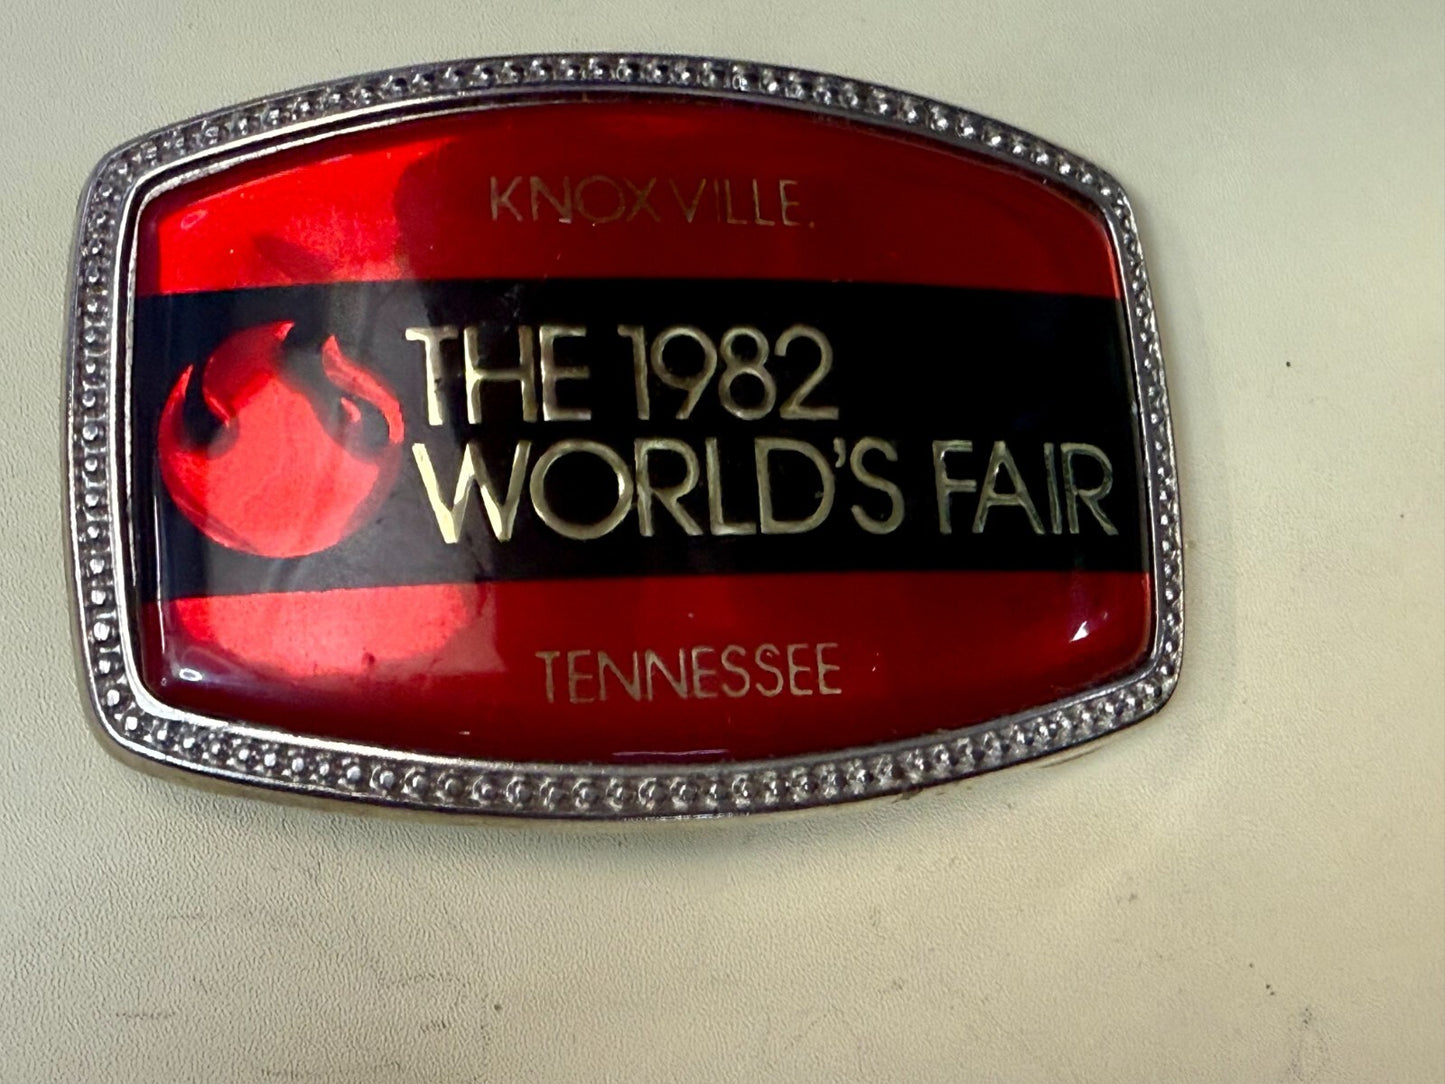 KNOXVILLE.
THE 1982
WORLD'S FAIR
TENNESSEE